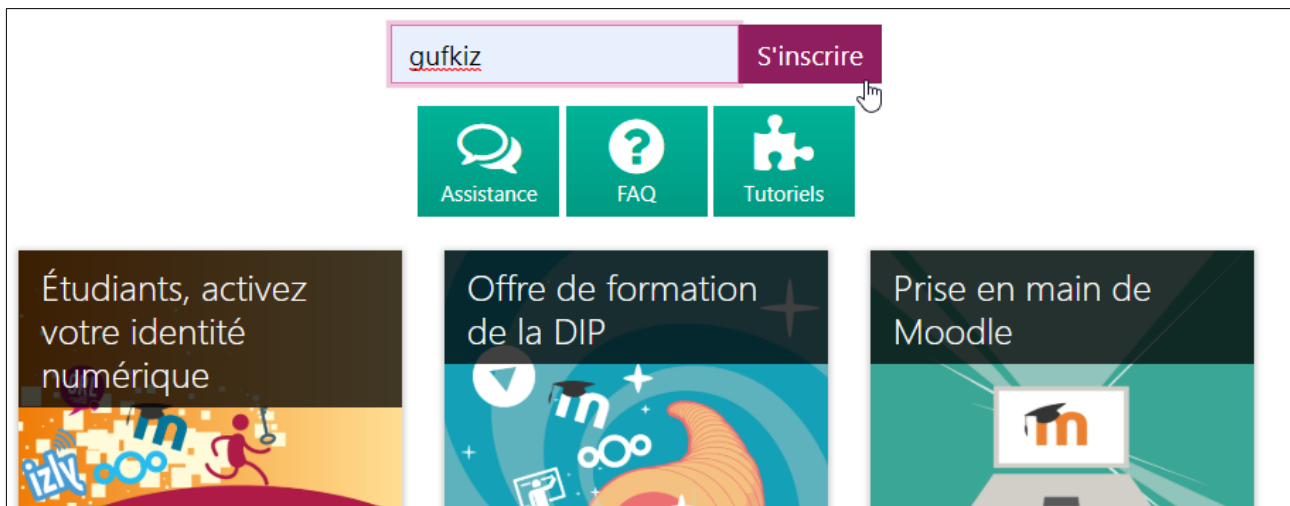 gufkiz
S'inscrire
Assistance
FAQ
Tutoriels
Étudiants, activez
votre identité
numérique
Offre de formation
de la DIP
Prise en main de
Moodle
izly
m
m
m